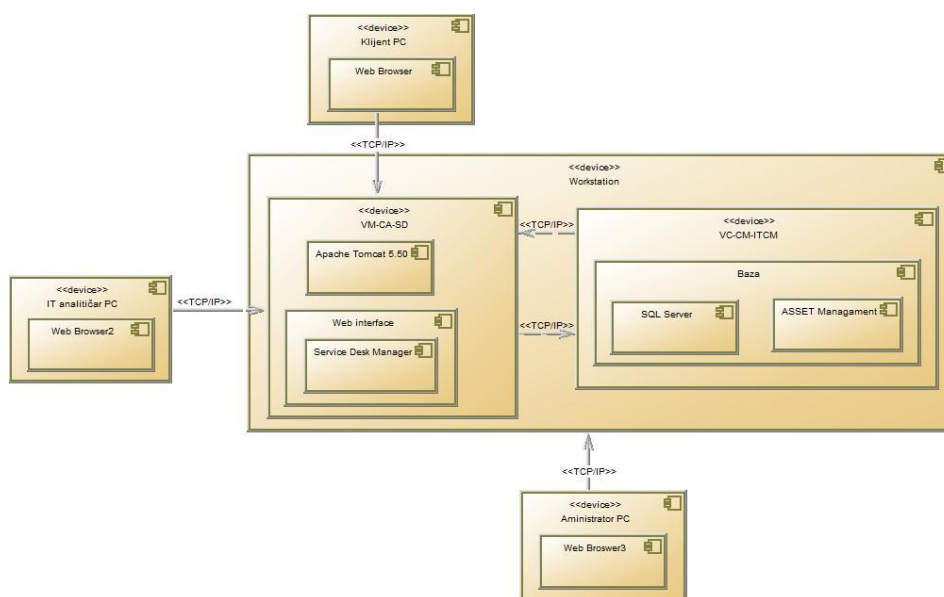 <<device>>
Klijent PC
Web Browser
<<TCP/IP>>
<<device>>
Workstation
<<device>>
VM-CA-SD
Apache Tomcat 5.50
Web interface
Service Desk Manager
<<TCP/IP>>
<<TCP/IP>>
<<device>>
VC-CM-ITCM
Baza
SQL Server
ASSET Managament
<<device>>
IT analitičar PC
Web Browser2
<<TCP/IP>>
<<TCP/IP>>
<<device>>
Aministrator PC
Web Broswer3